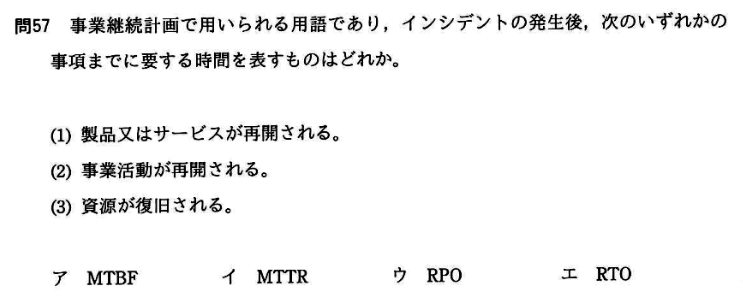 問57 事業継続計画で用いられる用語であり，インシデントの発生後，次のいずれかの
事項までに要する時間を表すものはどれか。
(1) 製品又はサービスが再開される。
(2) 事業活動が再開される。
(3) 資源が復旧される。
ア MTBF イ MTTR ウ RPO エ RTO